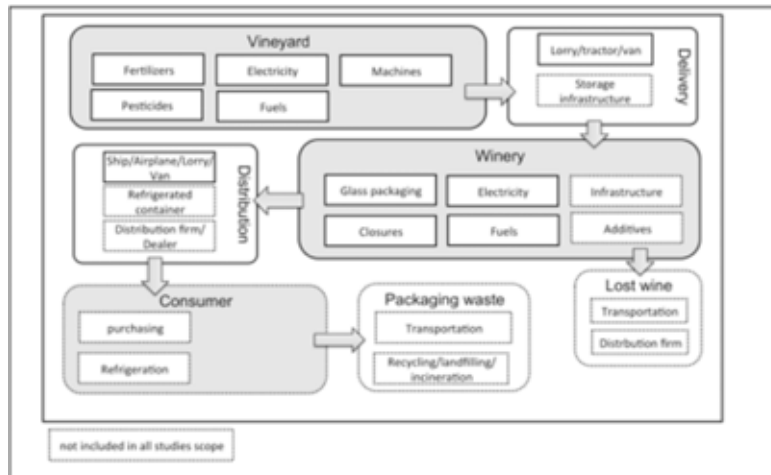 Vineyard
Fertilizers
Electricity
Machines
Pesticides
Fuels
Lorry/tractor/van
Storage
infrastructure
Delivery
Winery
Glass packaging
Electricity
Infrastructure
Closures
Fuels
Additives
Ship/Airplane/Lorry/
Van
Refrigerated
container
Distribution firm/
Dealer
Distribution
Consumer
purchasing
Refrigeration
Packaging waste
Transportation
Recycling/landfilling/
incineration
Lost wine
Transportation
Distrbution firm
not included in all studies scope